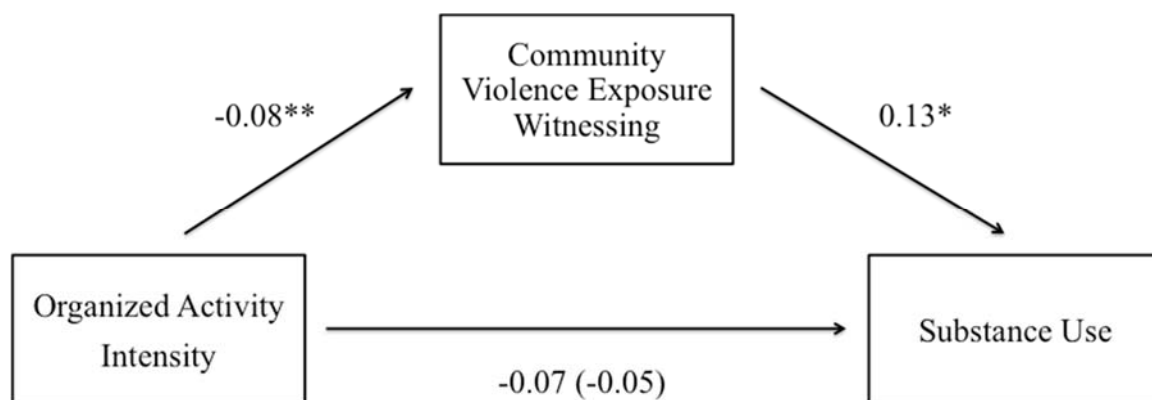 Community
Violence Exposure
Witnessing
-0.08**
0.13*
Organized Activity
Intensity
Substance Use
-0.07 (-0.05)